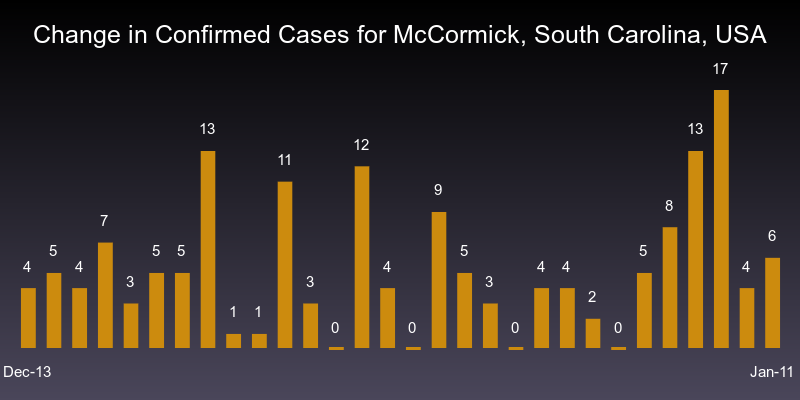 Change in Confirmed Cases for McCormick, South Carolina, USA
4 5 4 7 3 5 5 13 1 1 11 3 0 12 4 0 9 5 3 0 4 4 2 0 5 8 13 17 4 6
Dec-13 Jan-11